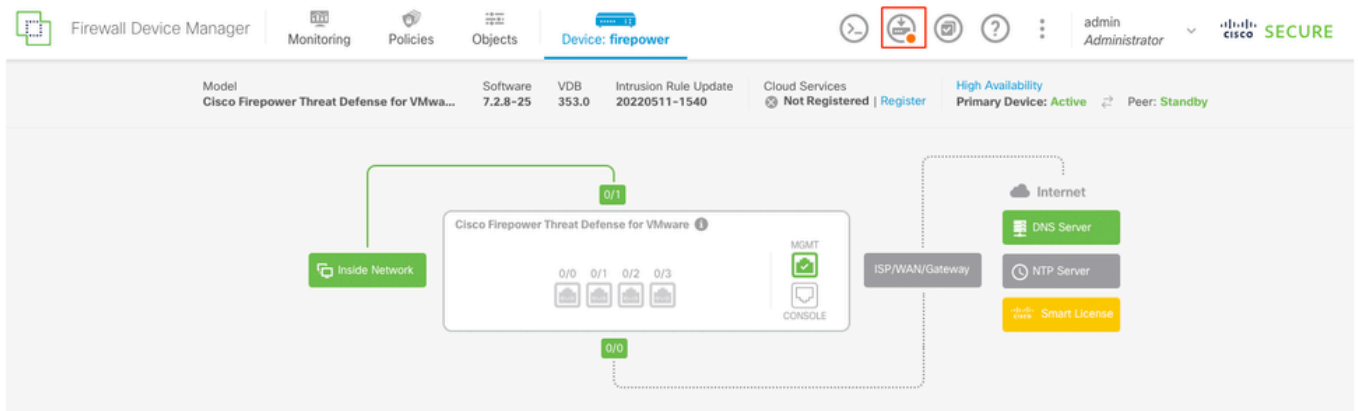 Firewall Device Manager
Monitoring
Policies
Objects
Device: firepower
admin
Administrator
cisco SECURE
Model
Cisco Firepower Threat Defense for VMwa...
Software
7.2.8-25
VDB
353.0
Intrusion Rule Update
20220511-1540
Cloud Services
Not Registered | Register
High Availability
Primary Device: Active
Peer: Standby
0/1
Internet
Cisco Firepower Threat Defense for VMware
DNS Server
MGMT
Inside Network
0/0 0/1 0/2 0/3
ISP/WAN/Gateway
NTP Server
CONSOLE
cisco Smart License
0/0